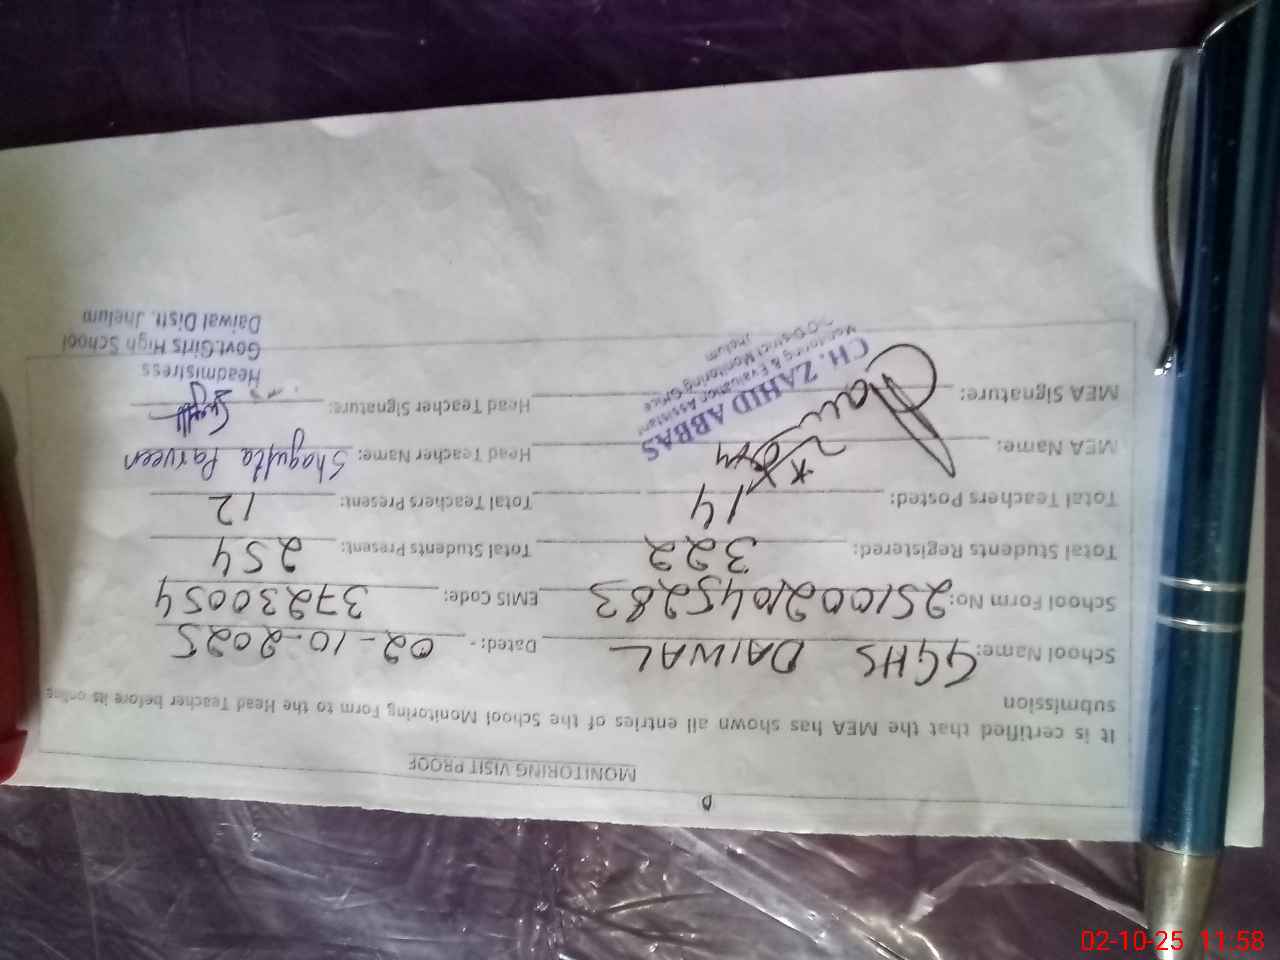 MONITORING VISIT PROOF
It is certified that the MEA has shown all entries of the School Monitoring Form to the Head Teacher before its online
submission
School Name: GGHS DAIWAL Dated: - 02-10-2025
School Form No: 2510021045283 EMIS Code: 37230054
Total Students Registered: 322 Total Students Present: 254
Total Teachers Posted: 14 Total Teachers Present: 12
MEA Name: Head Teacher Name: Shagufta Parveen
MEA Signature: Head Teacher Signature:
CH. ZAHID ABBAS
Monitoring & Evaluation Assistant
District Monitoring Office
Jhelum
Headmistress
Govt.Girls High School
Daiwal Distt. Jhelum
02-10-25 11:58